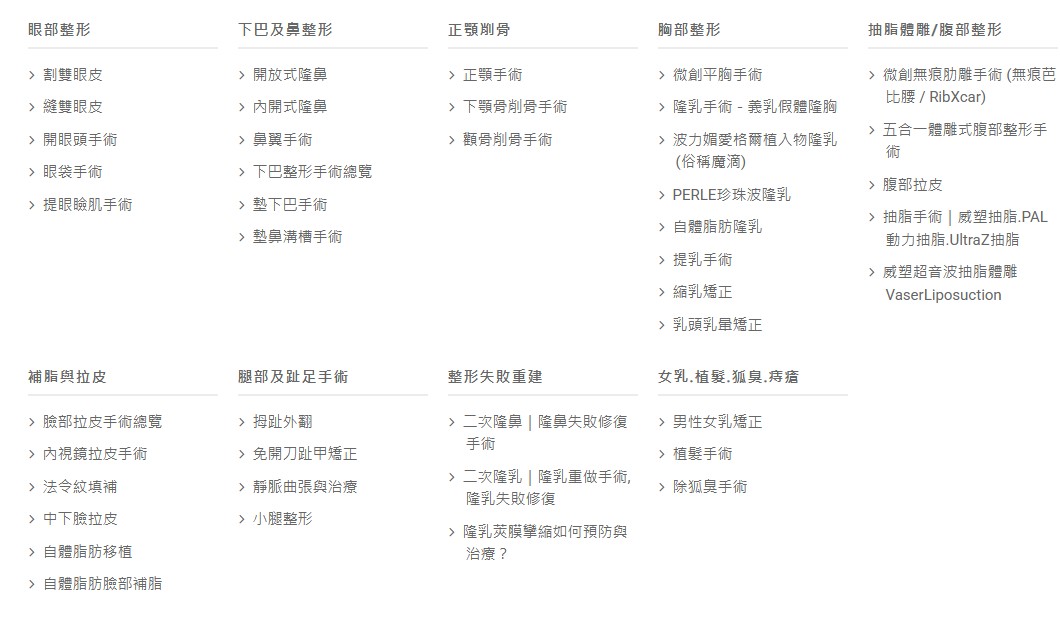 眼部整形
割雙眼皮
縫雙眼皮
開眼頭手術
眼袋手術
提眼瞼肌手術
下巴及鼻整形
開放式隆鼻
內開式隆鼻
鼻翼手術
下巴整形手術總覽
墊下巴手術
墊鼻溝槽手術
正顎削骨
正顎手術
下顎骨削骨手術
顴骨削骨手術
胸部整形
微創平胸手術
隆乳手術 - 義乳假體隆胸
波力媚愛格爾植入物隆乳
(俗稱魔滴)
PERLE珍珠波隆乳
自體脂肪隆乳
提乳手術
縮乳矯正
乳頭乳暈矯正
抽脂體雕/腹部整形
微創無痕肋雕手術 (無痕芭
比腰 / RibXcar)
五合一體雕式腹部整形手
術
腹部拉皮
抽脂手術 | 威塑抽脂.PAL
動力抽脂.UltraZ抽脂
威塑超音波抽脂體雕
VaserLiposuction
補脂與拉皮
臉部拉皮手術總覽
內視鏡拉皮手術
法令紋填補
中下臉拉皮
自體脂肪移植
自體脂肪臉部補脂
腿部及趾足手術
拇趾外翻
免開刀趾甲矯正
靜脈曲張與治療
小腿整形
整形失敗重建
二次隆鼻 | 隆鼻失敗修復
手術
二次隆乳 | 隆乳重做手術,
隆乳失敗修復
隆乳莢膜攣縮如何預防與
治療？
女乳.植髮.狐臭.痔瘡
男性女乳矯正
植髮手術
除狐臭手術